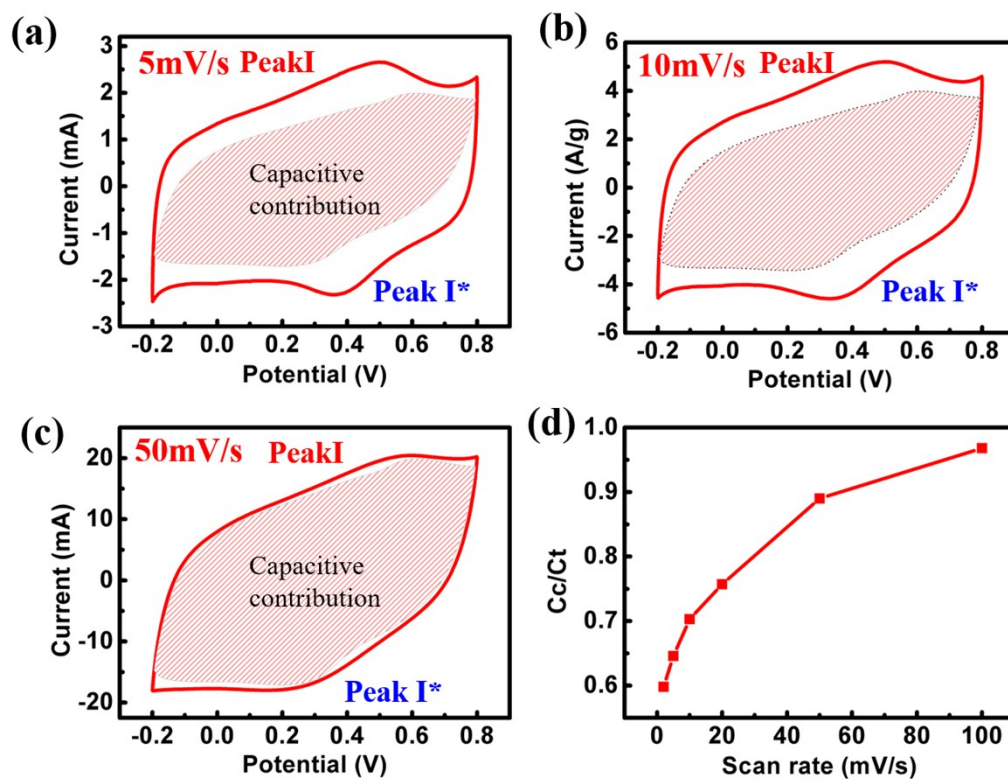 (a)
5mV/s PeakI
Capacitive
contribution
Peak I*
Current (mA)
3
2
1
0
-1
-2
-3
-0.2 0.0 0.2 0.4 0.6 0.8
Potential (V)
(b)
10mV/s PeakI
Peak I*
Current (A/g)
6
4
2
0
-2
-4
-6
-0.2 0.0 0.2 0.4 0.6 0.8
Potential (V)
(c)
50mV/s PeakI
Capacitive
contribution
Peak I*
Current (mA)
20
10
0
-10
-20
-0.2 0.0 0.2 0.4 0.6 0.8
Potential (V)
(d)
Cc/Ct
1.0
0.9
0.8
0.7
0.6
0 20 40 60 80 100
Scan rate (mV/s)